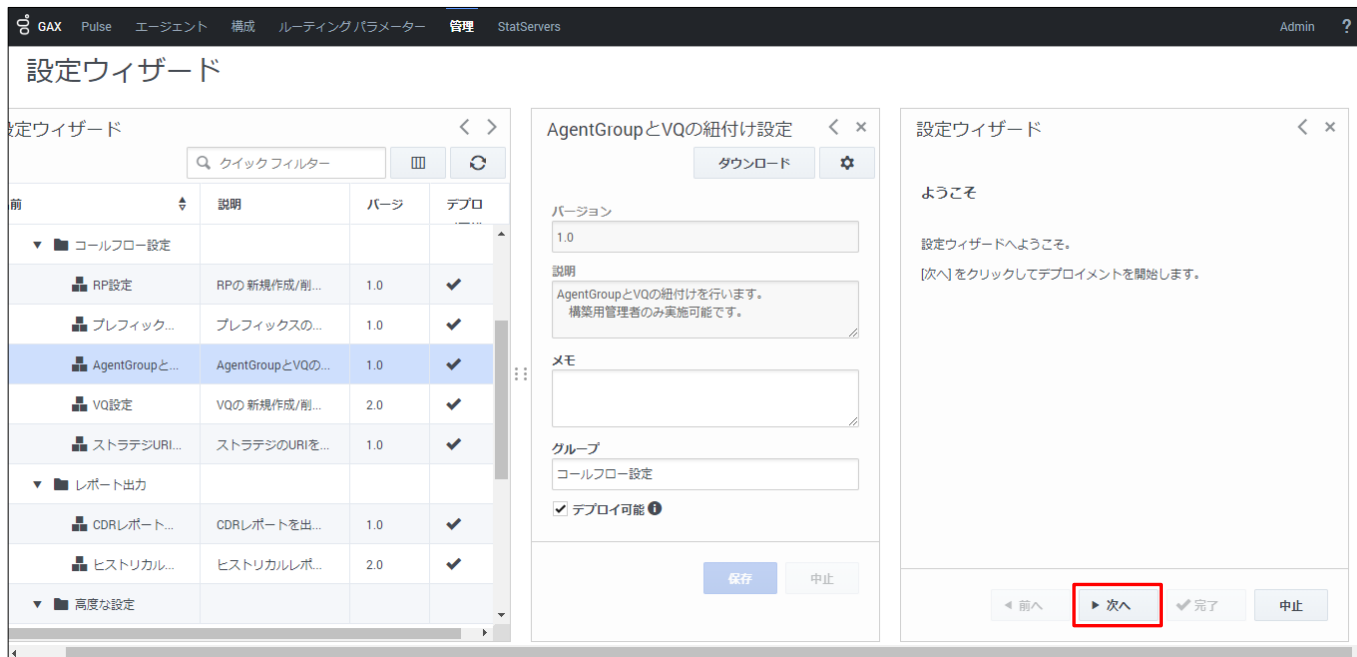 GAX Pulse エージェント 構成 ルーティング パラメーター 管理 StatServers Admin ?
設定ウィザード
設定ウィザード
クイック フィルター
前 説明 バージ デプロ
コールフロー設定
RP設定 RPの 新規作成/削... 1.0
プレフィック... プレフィックスの... 1.0
AgentGroupと... AgentGroupとVQの... 1.0
VQ設定 VQの 新規作成/削... 2.0
ストラテジURI... ストラテジのURIを... 1.0
レポート出力
CDRレポート... CDRレポートを出... 1.0
ヒストリカル... ヒストリカルレポ... 2.0
高度な設定
AgentGroupとVQの紐付け設定
ダウンロード
バージョン
1.0
説明
AgentGroupとVQの紐付けを行います。
構築用管理者のみ実施可能です。
メモ
グループ
コールフロー設定
デプロイ可能
保存 中止
設定ウィザード
ようこそ
設定ウィザードへようこそ。
[次へ] をクリックしてデプロイメントを開始します。
前へ 次へ 完了 中止